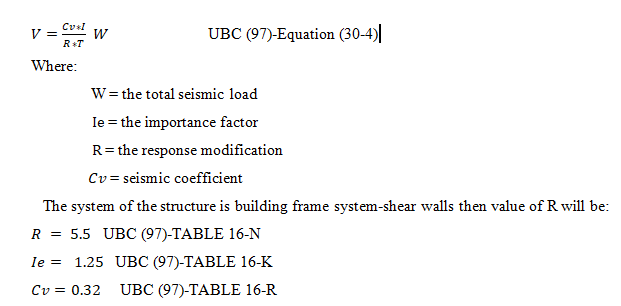 V = Cv*I / R*T W UBC (97)-Equation (30-4)
Where:
W = the total seismic load
Ie = the importance factor
R = the response modification
Cv = seismic coefficient
The system of the structure is building frame system-shear walls then value of R will be:
R = 5.5 UBC (97)-TABLE 16-N
Ie = 1.25 UBC (97)-TABLE 16-K
Cv = 0.32 UBC (97)-TABLE 16-R